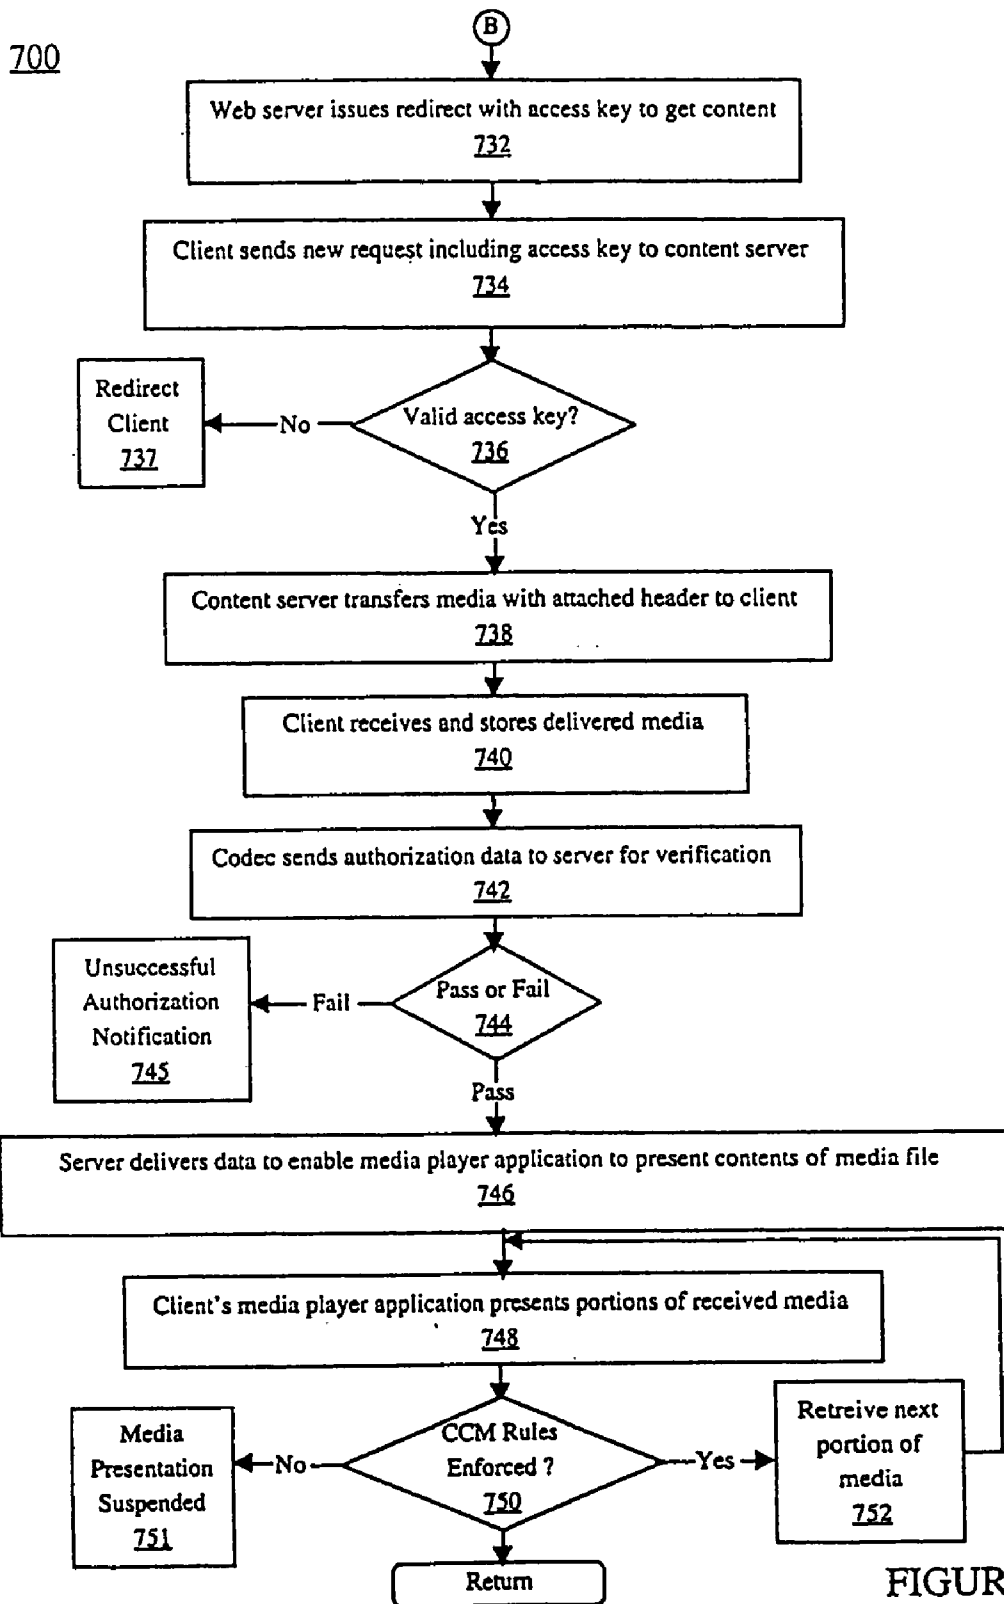 B
700
Web server issues redirect with access key to get content
732
Client sends new request including access key to content server
734
Redirect
Client
737
No
Valid access key?
736
Yes
Content server transfers media with attached header to client
738
Client receives and stores delivered media
740
Codec sends authorization data to server for verification
742
Unsuccessful
Authorization
Notification
745
Fail
Pass or Fail
744
Pass
Server delivers data to enable media player application to present contents of media file
746
Client's media player application presents portions of received media
748
Media
Presentation
Suspended
751
No
CCM Rules
Enforced ?
750
Yes
Retreive next
portion of
media
752
Return
FIGUR